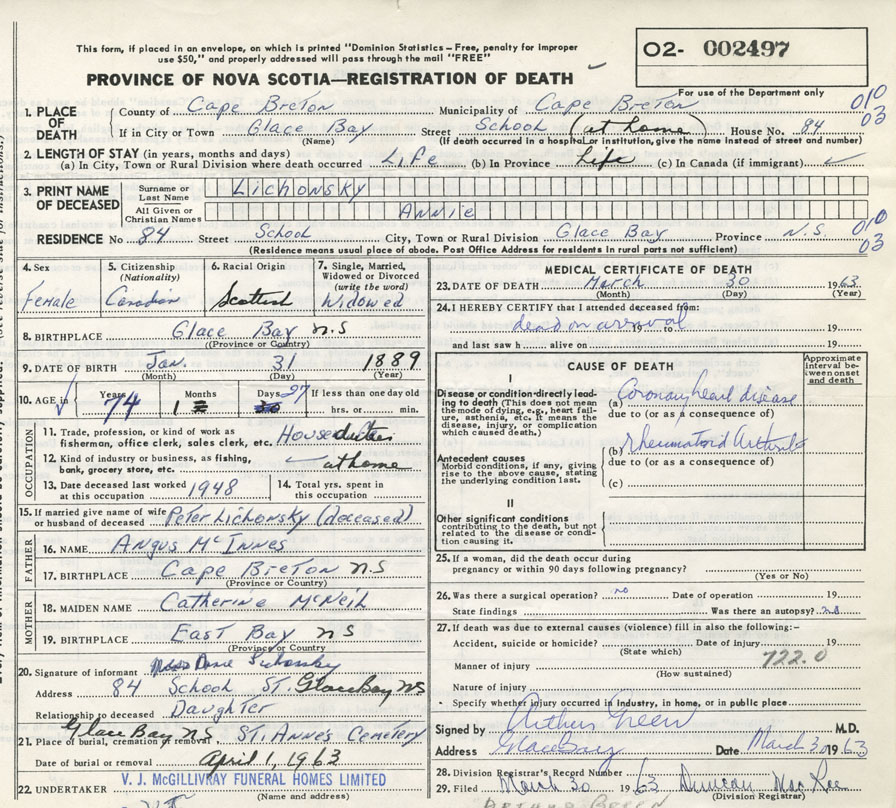 This form, if placed in an envelope, on which is printed "Dominion Statistics – Free, penalty for improper
use $50," and properly addressed will pass through the mail "FREE"
O2- 002497
PROVINCE OF NOVA SCOTIA—REGISTRATION OF DEATH
For use of the Department only
1. PLACE OF DEATH County of Cape Breton Municipality of Cape Breton 010
If in City or Town Glace Bay Street School (at home) House No. 84 03
(Name) (If death occurred in a hospital or institution, give the name instead of street and number)
2. LENGTH OF STAY (in years, months and days)
(a) In City, Town or Rural Division where death occurred Life (b) In Province Life (c) In Canada (if immigrant)
3. PRINT NAME OF DECEASED Surname or Last Name Lichonsky
All Given or Christian Names Annie
RESIDENCE No 84 Street School City, Town or Rural Division Glace Bay Province N.S. 010 03
(Residence means usual place of abode. Post Office Address for residents in rural parts not sufficient)
4. Sex Female
5. Citizenship (Nationality) Canadian
6. Racial Origin Scottish
7. Single, Married, Widowed or Divorced (write the word) Widowed
8. BIRTHPLACE Glace Bay N.S
(Province or Country)
9. DATE OF BIRTH Jan. 31 1889
(Month) (Day) (Year)
10. AGE in Years 74 Months 1 Days 27 If less than one day old
hrs. or min.
OCCUPATION
11. Trade, profession, or kind of work as fisherman, office clerk, sales clerk, etc. House duties
12. Kind of industry or business, as fishing, bank, grocery store, etc. at home
13. Date deceased last worked at this occupation 1948
14. Total yrs. spent in this occupation
15. If married give name of wife or husband of deceased Peter Lichonsky (deceased)
FATHER
16. NAME Angus McInnes
17. BIRTHPLACE Cape Breton N.S
(Province or Country)
MOTHER
18. MAIDEN NAME Catherine McNeil
19. BIRTHPLACE East Bay N S
(Province or Country)
20. Signature of informant
Address 84 School St. Glace Bay NS
Relationship to deceased Daughter
Glace Bay N.S.
21. Place of burial, cremation or removal St. Annes Cemetery
Date of burial or removal April 1, 1963
22. UNDERTAKER V. J. McGILLIVRAY FUNERAL HOMES LIMITED
(Name and address)
MEDICAL CERTIFICATE OF DEATH
23. DATE OF DEATH March 30 1963
(Month) (Day) (Year)
24. I HEREBY CERTIFY that I attended deceased from:
dead on arrival 19 to 19
and last saw h alive on 19
CAUSE OF DEATH
Approximate interval between onset and death
I
Disease or condition directly leading to death (This does not mean the mode of dying, e.g., heart failure, asthenia, etc. It means the disease, injury, or complication which caused death.)
(a) Coronary heart disease
due to (or as a consequence of)
(b) Rheumatoid Arthritis
due to (or as a consequence of)
(c)
Antecedent causes
Morbid conditions, if any, giving rise to the above cause, stating the underlying condition last.
II
Other significant conditions contributing to the death, but not related to the disease or condition causing it.
25. If a woman, did the death occur during pregnancy or within 90 days following pregnancy?
(Yes or No)
26. Was there a surgical operation? no Date of operation 19
State findings Was there an autopsy? no
27. If death was due to external causes (violence) fill in also the following:–
Accident, suicide or homicide? Date of injury 19
(State which)
722.0
Manner of injury
(How sustained)
Nature of injury
Specify whether injury occurred in Industry, in home, or in public place
Signed by Arthur Green M.D.
Address Glace Bay Date March 30 1963
28. Division Registrar's Record Number
29. Filed March 30 1963 Duncan MacRae
(Division Registrar)